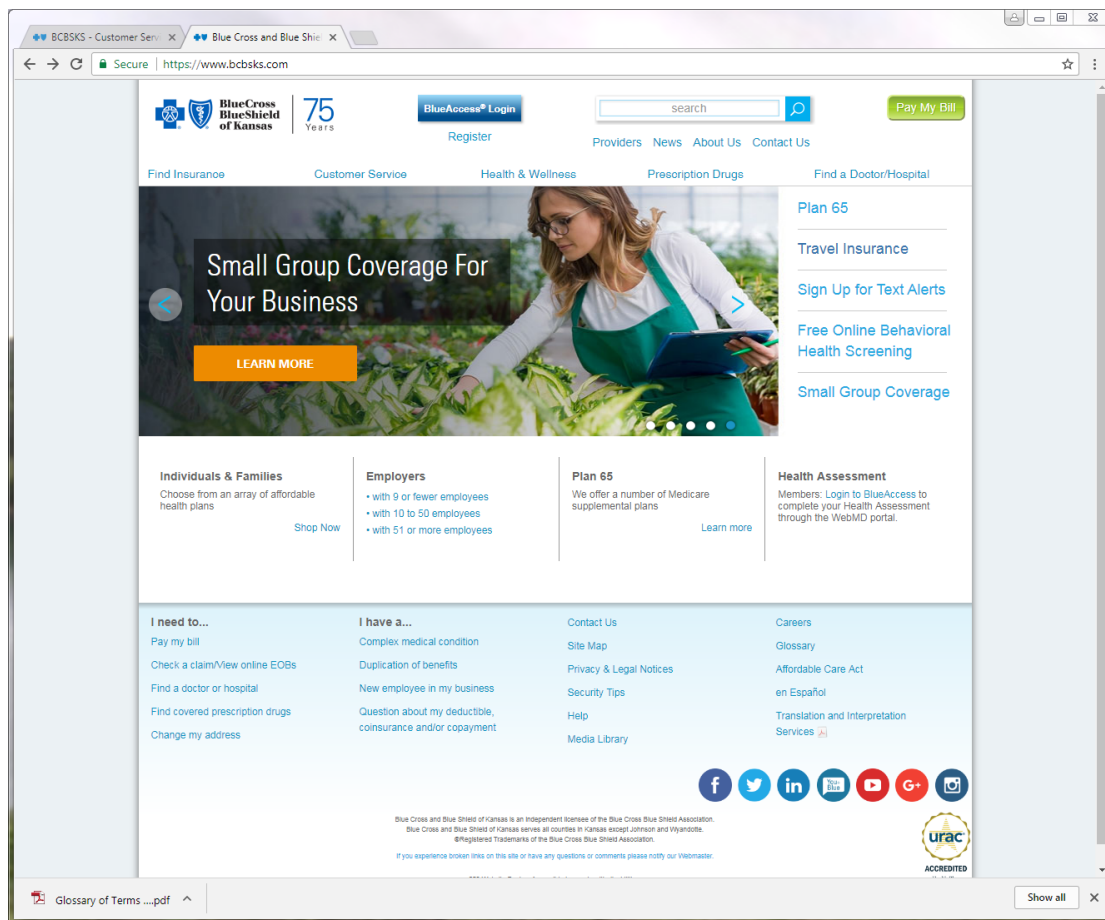 BCBSKS - Customer Serv
Blue Cross and Blue Shiel
Secure | https://www.bcbsks.com
BlueCross
BlueShield
of Kansas
75
Years
BlueAccess® Login
Register
search
Pay My Bill
Providers News About Us Contact Us
Find Insurance Customer Service Health & Wellness Prescription Drugs Find a Doctor/Hospital
Small Group Coverage For
Your Business
LEARN MORE
Plan 65
Travel Insurance
Sign Up for Text Alerts
Free Online Behavioral
Health Screening
Small Group Coverage
Individuals & Families
Choose from an array of affordable
health plans
Shop Now
Employers
• with 9 or fewer employees
• with 10 to 50 employees
• with 51 or more employees
Plan 65
We offer a number of Medicare
supplemental plans
Learn more
Health Assessment
Members: Login to BlueAccess to
complete your Health Assessment
through the WebMD portal.
I need to...
Pay my bill
Check a claim/View online EOBs
Find a doctor or hospital
Find covered prescription drugs
Change my address
I have a...
Complex medical condition
Duplication of benefits
New employee in my business
Question about my deductible,
coinsurance and/or copayment
Contact Us
Site Map
Privacy & Legal Notices
Security Tips
Help
Media Library
Careers
Glossary
Affordable Care Act
en Español
Translation and Interpretation
Services
Blue Cross and Blue Shield of Kansas is an independent licensee of the Blue Cross Blue Shield Association.
Blue Cross and Blue Shield of Kansas serves all counties in Kansas except Johnson and Wyandotte.
®Registered Trademarks of the Blue Cross Blue Shield Association.
If you experience broken links on this site or have any questions or comments please notify our Webmaster.
urac
ACCREDITED
Glossary of Terms ....pdf
Show all